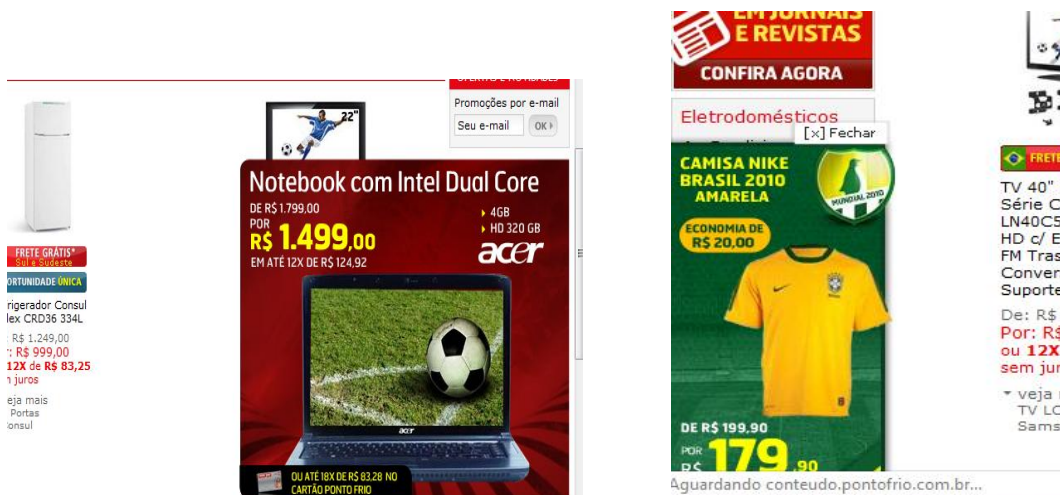 Promoções por e-mail
Seu e-mail OK
22"
FRETE GRÁTIS*
Sul e Sudeste
ORTUNIDADE ÚNICA
rigerador Consul
lex CRD36 334L
: R$ 1.249,00
r: R$ 999,00
12X de R$ 83,25
n juros
eja mais
Portas
Consul
Notebook com Intel Dual Core
DE R$ 1.799,00
POR
R$ 1.499,00
EM ATÉ 12X DE R$ 124,92
4GB
HD 320 GB
acer
acer
OU ATÉ 18X DE R$ 83,28 NO
CARTÃO PONTO FRIO
EM JORNAIS
E REVISTAS
CONFIRA AGORA
Eletrodomésticos
[x] Fechar
CAMISA NIKE
BRASIL 2010
AMARELA
MUNDIAL 2010
ECONOMIA DE
R$ 20,00
DE R$ 199,90
POR
R$ 179,90
Aguardando conteudo.pontofrio.com.br...
FRETE
TV 40"
Série C
LN40C5
HD c/ E
FM Tras
Conver
Suporte
De: R$
Por: R$
ou 12X
sem jur
veja
TV LC
Sams